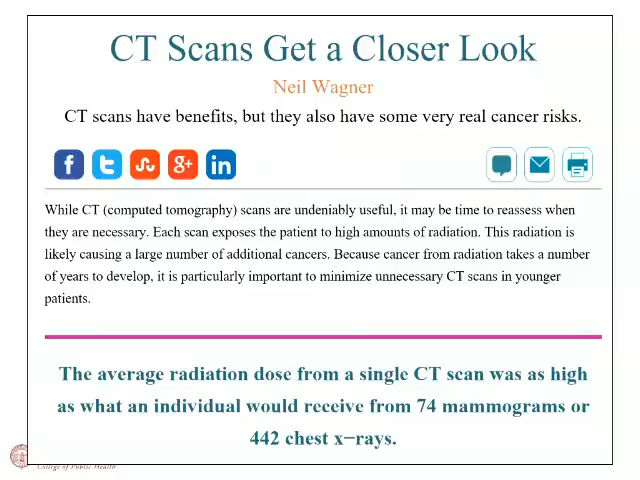 CT Scans Get a Closer Look
Neil Wagner
CT scans have benefits, but they also have some very real cancer risks.
f t g+ in
While CT (computed tomography) scans are undeniably useful, it may be time to reassess when
they are necessary. Each scan exposes the patient to high amounts of radiation. This radiation is
likely causing a large number of additional cancers. Because cancer from radiation takes a number
of years to develop, it is particularly important to minimize unnecessary CT scans in younger
patients.
The average radiation dose from a single CT scan was as high
as what an individual would receive from 74 mammograms or
442 chest x−rays.
College of Public Health